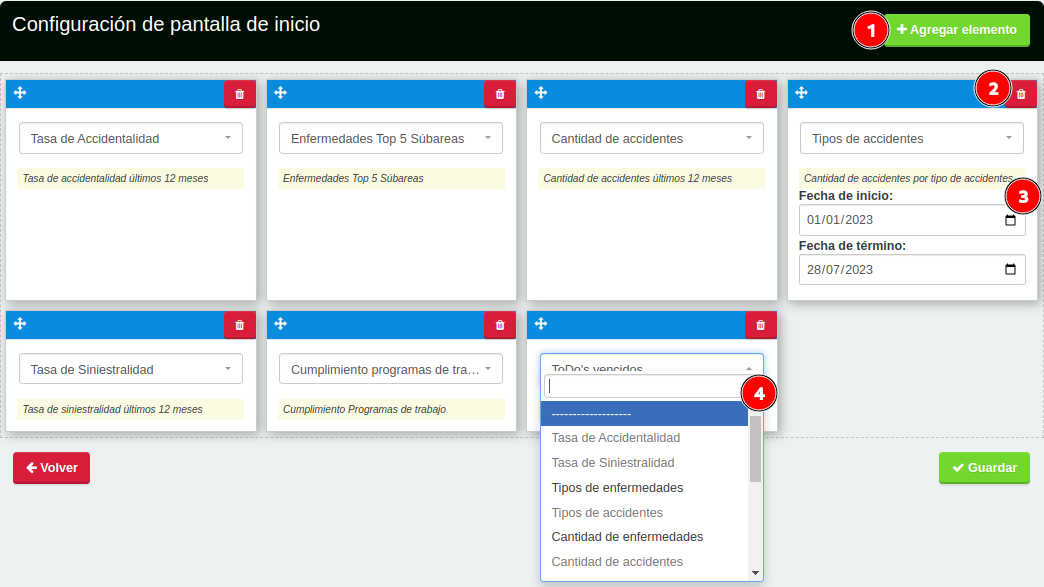 Configuración de pantalla de inicio
1
Agregar elemento
2
Tasa de Accidentalidad
Enfermedades Top 5 Súbareas
Cantidad de accidentes
Tipos de accidentes
Tasa de accidentalidad últimos 12 meses
Enfermedades Top 5 Súbareas
Cantidad de accidentes últimos 12 meses
Cantidad de accidentes por tipo de accidentes
3
Fecha de inicio:
01/01/2023
Fecha de término:
28/07/2023
Tasa de Siniestralidad
Cumplimiento programas de tra...
ToDo's vencidos
Tasa de siniestralidad últimos 12 meses
Cumplimiento Programas de trabajo
4
-------------------
Tasa de Accidentalidad
Tasa de Siniestralidad
Tipos de enfermedades
Tipos de accidentes
Cantidad de enfermedades
Cantidad de accidentes
Volver
Guardar